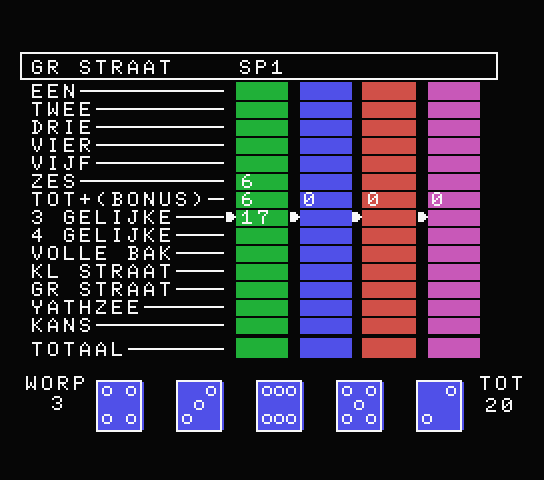 GR STRAAT SP1
EEN
TWEE
DRIE
VIER
VIJF
ZES 6
TOT+(BONUS) 6 0 0 0
3 GELIJKE 17
4 GELIJKE
VOLLE BAK
KL STRAAT
GR STRAAT
YATHZEE
KANS
TOTAAL
WORP TOT
3 20